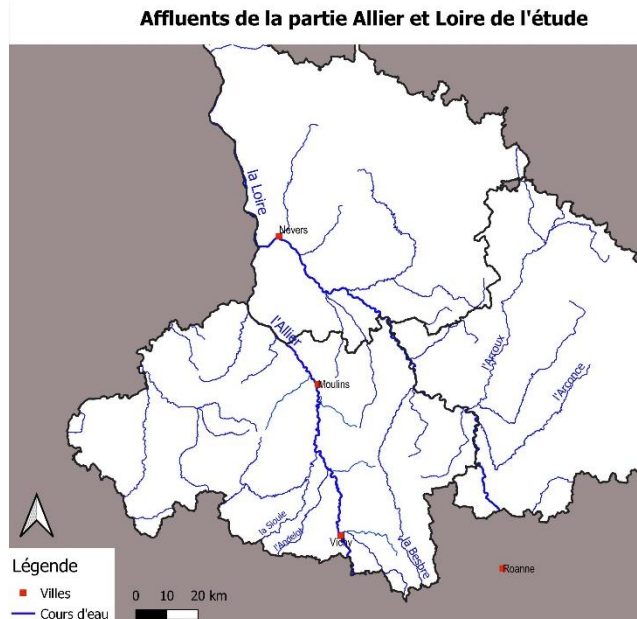 Affluents de la partie Allier et Loire de l'étude
la Loire
Nevers
l'Allier
Moulins
l'Arroux
l'Arconce
la Sioule
l'Andelot
Vichy
la Besbre
Roanne
Légende
Villes
Cours d'eau
0 10 20 km